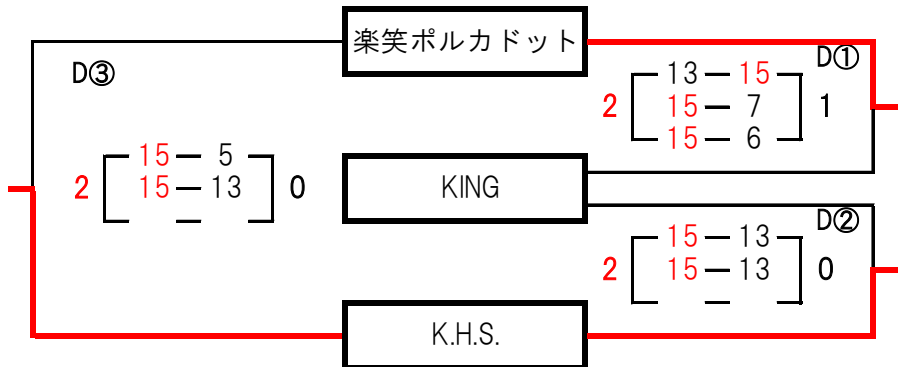 楽笑ポルカドット
D③
D①
13 ― 15
2 15 ― 7 1
15 ― 6
15 ― 5
2 15 ― 13 0
―
KING
D②
15 ― 13
2 15 ― 13 0
―
K.H.S.